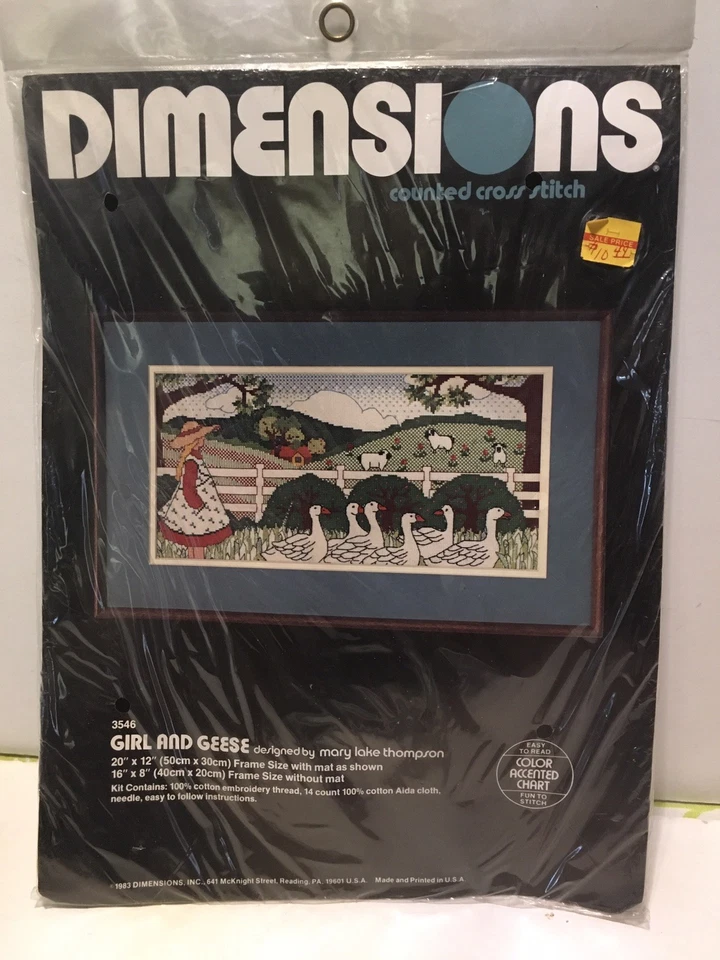 DIMENSIONS
counted cross stitch
SALE PRICE
3546
GIRL AND GEESE designed by mary lake thompson
20" x 12" (50cm x 30cm) Frame Size with mat as shown
16" x 8" (40cm x 20cm) Frame Size without mat
Kit Contains: 100% cotton embroidery thread, 14 count 100% cotton Aida cloth.
needle, easy to follow instructions.
EASY
TO READ
COLOR
ACCENTED
CHART
FUN TO
STITCH
©1983 DIMENSIONS, INC., 641 McKnight Street, Reading, PA. 19601 U.S.A. Made and Printed in U.S.A.